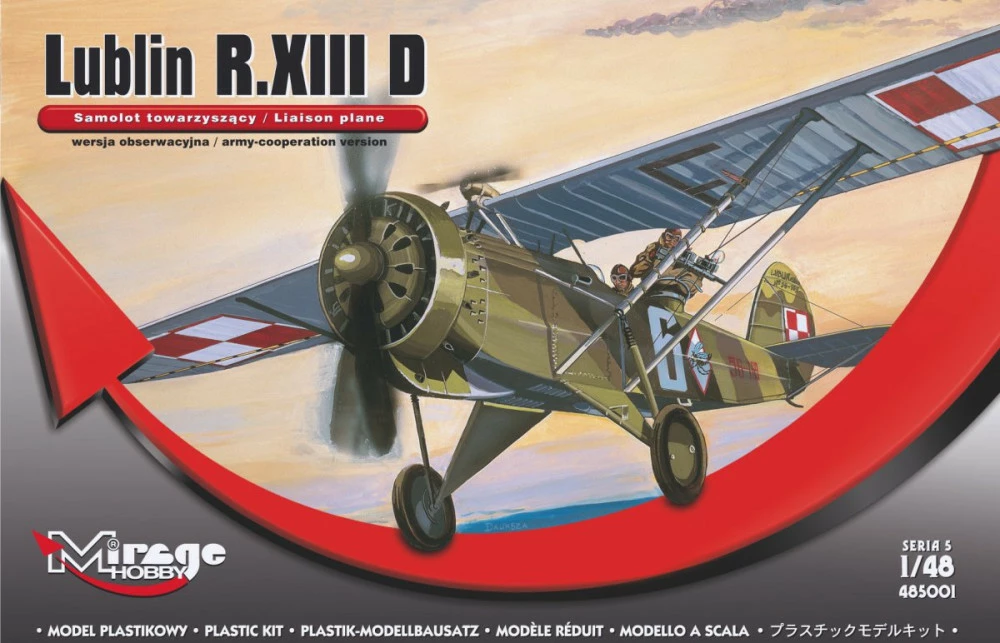 Lublin R.XIII D
Samolot towarzyszący / Liaison plane
wersja obserwacyjna / army-cooperation version
6
Mirage®
HOBBY
SERIA 5
1/48
485001
• MODEL PLASTIKOWY • PLASTIC KIT • PLASTIK-MODELLBAUSATZ • MODÈLE RÉDUIT • MODELLO A SCALA • プラスチックモデルキット •